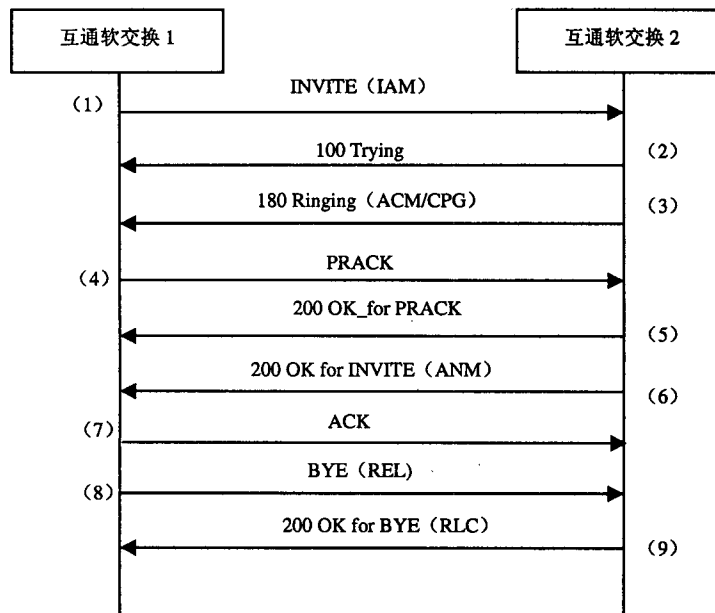 互通软交换 1
互通软交换 2
INVITE（IAM）
（1）
100 Trying
（2）
180 Ringing（ACM/CPG）
（3）
PRACK
（4）
200 OK_for PRACK
（5）
200 OK for INVITE（ANM）
（6）
ACK
（7）
BYE（REL)
（8）
200 OK for BYE（RLC）
（9）